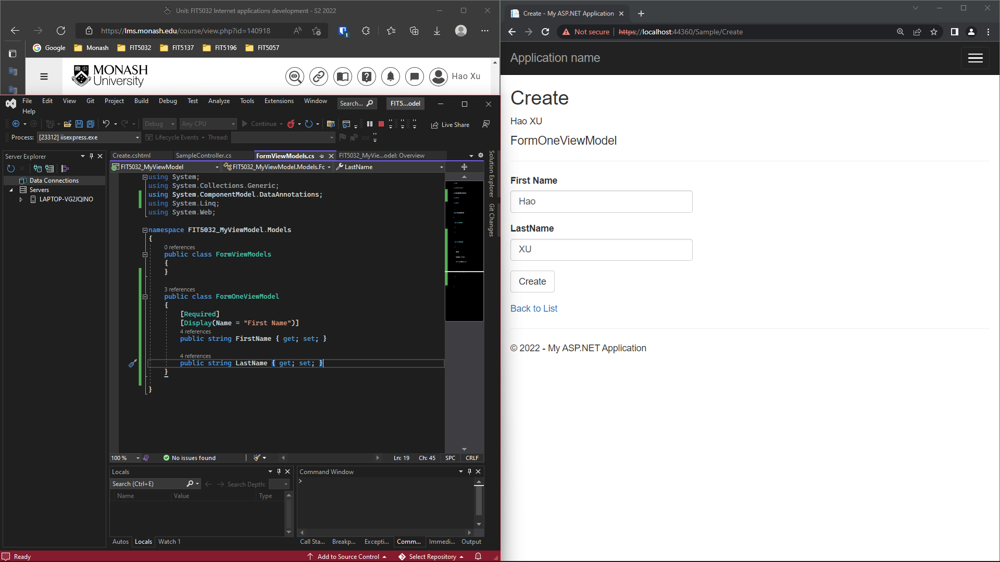 Unit: FIT5032 Internet applications development - S2 2022
https://lms.monash.edu/course/view.php?id=140918
Google Monash FIT5032 FIT5137 FIT5196 FIT5057
MONASH University
Hao Xu
File Edit View Git Project Build Debug Test Analyze Tools Extensions Window
Help
Search...
FIT5...odel
Debug Any CPU Continue Live Share
Process: [23312] iisexpress.exe Lifecycle Events Thread:
Server Explorer
Data Connections
Servers
LAPTOP-VG2JQINO
Create.cshtml SampleController.cs FormViewModels.cs FIT5032_MyVie...odel: Overview
FIT5032_MyViewModel FIT5032_MyViewModel.Models.Fc LastName
using System;
using System.Collections.Generic;
using System.ComponentModel.DataAnnotations;
using System.Linq;
using System.Web;
namespace FIT5032_MyViewModel.Models
{
0 references
public class FormViewModels
{
}
3 references
public class FormOneViewModel
{
[Required]
[Display(Name = "First Name")]
4 references
public string FirstName { get; set; }
4 references
public string LastName { get; set; }
}
}
Solution Explorer
Git Changes
100 % No issues found Ln: 19 Ch: 45 SPC CRLF
Locals
Search (Ctrl+E) Search Depth:
Name Value Type
Autos Locals Watch 1
Command Window
>
Call Sta... Breakp... Excepti... Comm... Immedi... Output
Ready Add to Source Control Select Repository
Create - My ASP.NET Application
Not secure https://localhost:44360/Sample/Create
Application name
Create
Hao XU
FormOneViewModel
First Name
Hao
LastName
XU
Create
Back to List
© 2022 - My ASP.NET Application